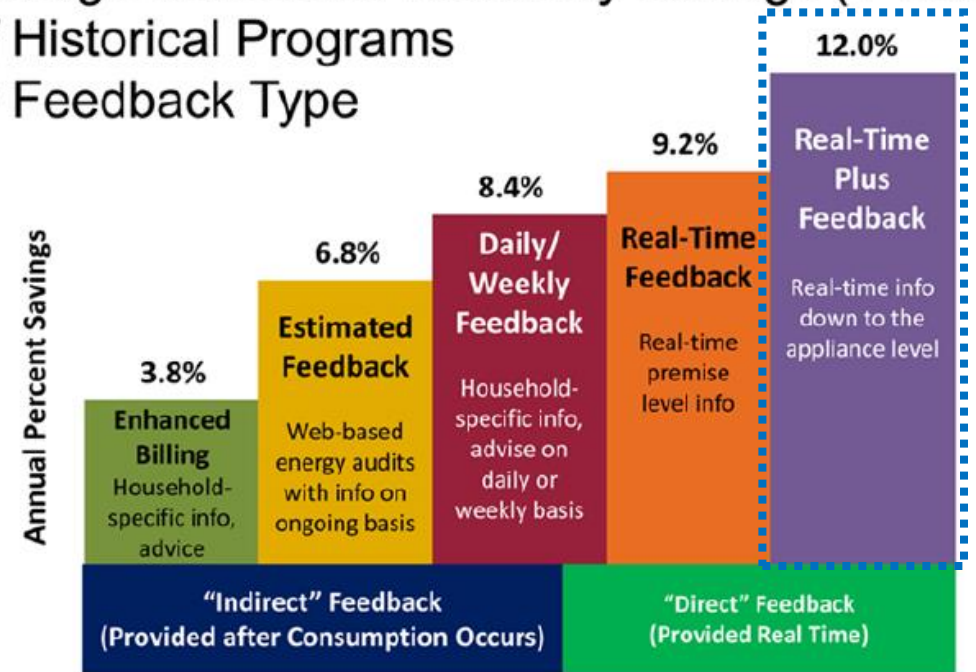 Historical Programs
Feedback Type
Annual Percent Savings
3.8%
Enhanced
Billing
Household-
specific info,
advice
6.8%
Estimated
Feedback
Web-based
energy audits
with info on
ongoing basis
8.4%
Daily/
Weekly
Feedback
Household-
specific info,
advise on
daily or
weekly basis
9.2%
Real-Time
Feedback
Real-time
premise
level info
12.0%
Real-Time
Plus
Feedback
Real-time info
down to the
appliance level
“Indirect” Feedback
(Provided after Consumption Occurs)
“Direct” Feedback
(Provided Real Time)